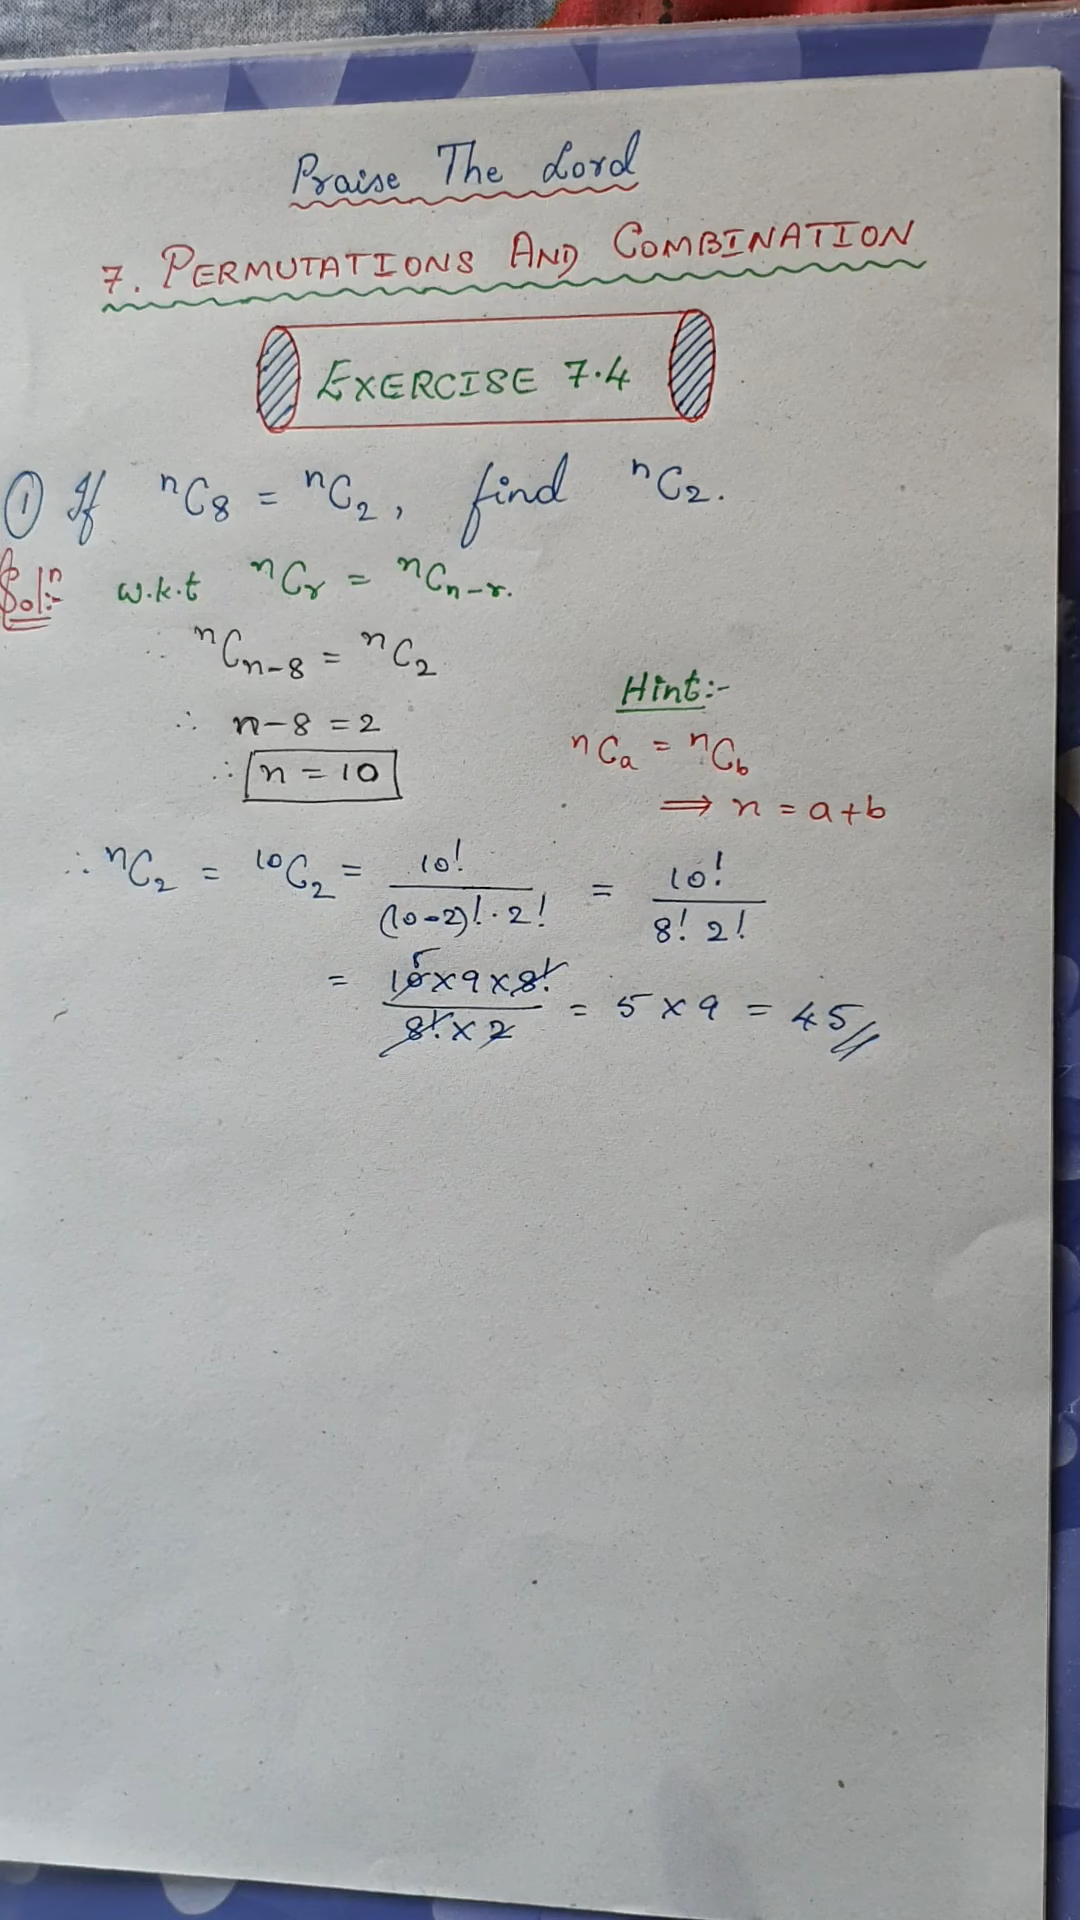 Praise The Lord
7. PERMUTATIONS AND COMBINATION
EXERCISE 7.4
① If ⁿC₈ = ⁿC₂, find ⁿC₂.
Solⁿ:- w.k.t ⁿCᵣ = ⁿCₙ₋ᵣ.
∴ ⁿCₙ₋₈ = ⁿC₂
∴ n-8 = 2
∴ n = 10
Hint:-
ⁿCₐ = ⁿC_b
⟹ n = a+b
∴ ⁿC₂ = ¹⁰C₂ = 10!/(10-2)!·2! = 10!/8! 2!
= 10⁵×9×8!/8!×2 = 5×9 = 45//